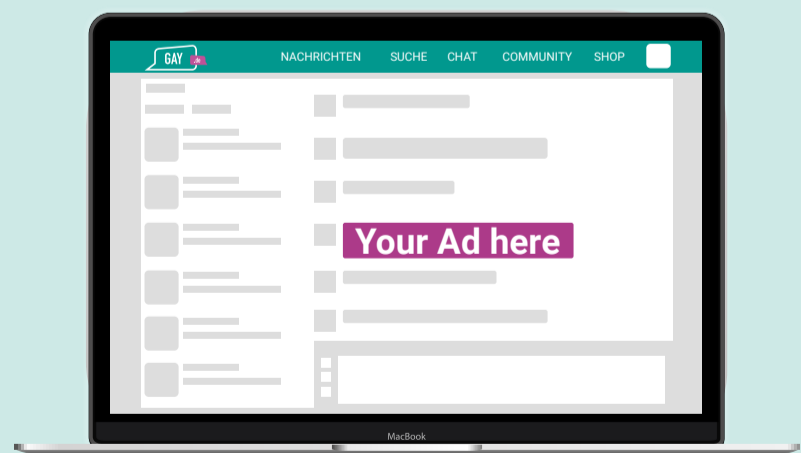 GAY
.de
NACHRICHTEN SUCHE CHAT COMMUNITY SHOP
Your Ad here
MacBook